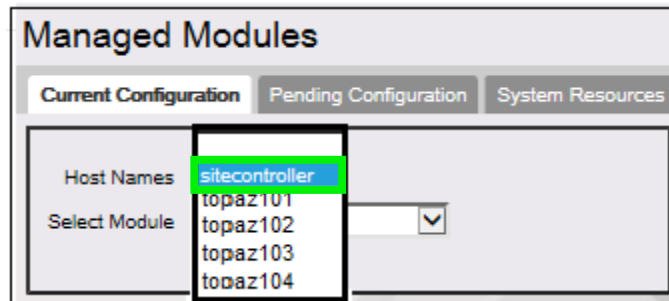 Managed Modules
Current Configuration Pending Configuration System Resources
Host Names sitecontroller
topaz101
Select Module topaz102
topaz103
topaz104